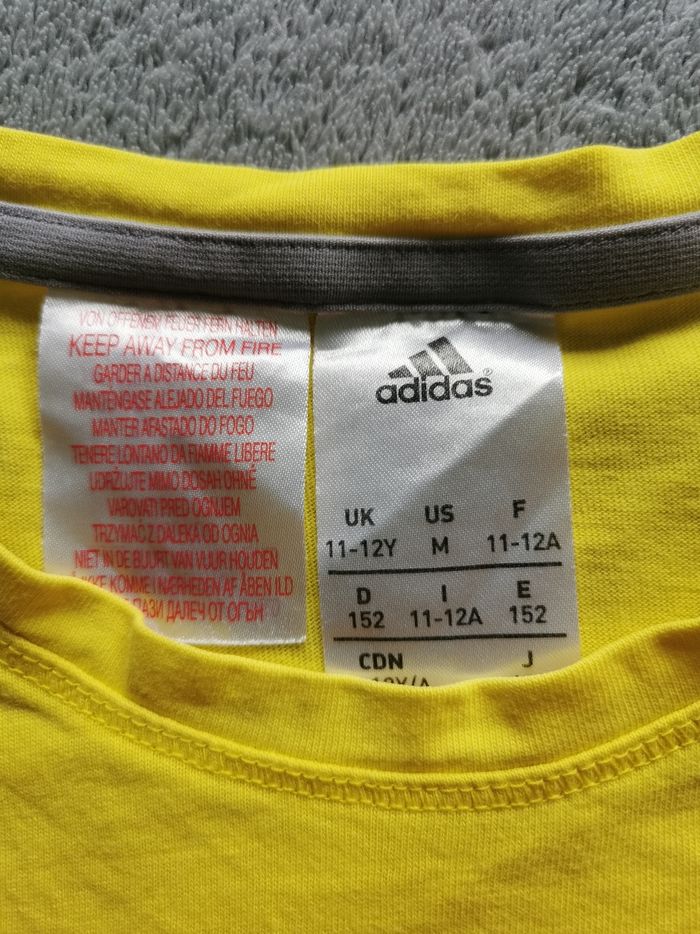 VON OFFENEM FEUER FERN HALTEN
KEEP AWAY FROM FIRE
GARDER A DISTANCE DU FEU
MANTENGASE ALEJADO DEL FUEGO
MANTER AFASTADO DO FOGO
TENERE LONTANO DA FIAMME LIBERE
UDRŽUJTE MIMO DOSAH OHNĚ
VAROVATI PRED OGNJEM
TRZYMAĆ Z DALEKA OD OGNIA
NIET IN DE BUURT VAN VUUR HOUDEN
IKKE KOMME I NÆRHEDEN AF ÅBEN ILD
ДАЛЕЧ ОТ ОГЪН
adidas®
UK US F
11-12Y M 11-12A
D I E
152 11-12A 152
CDN J